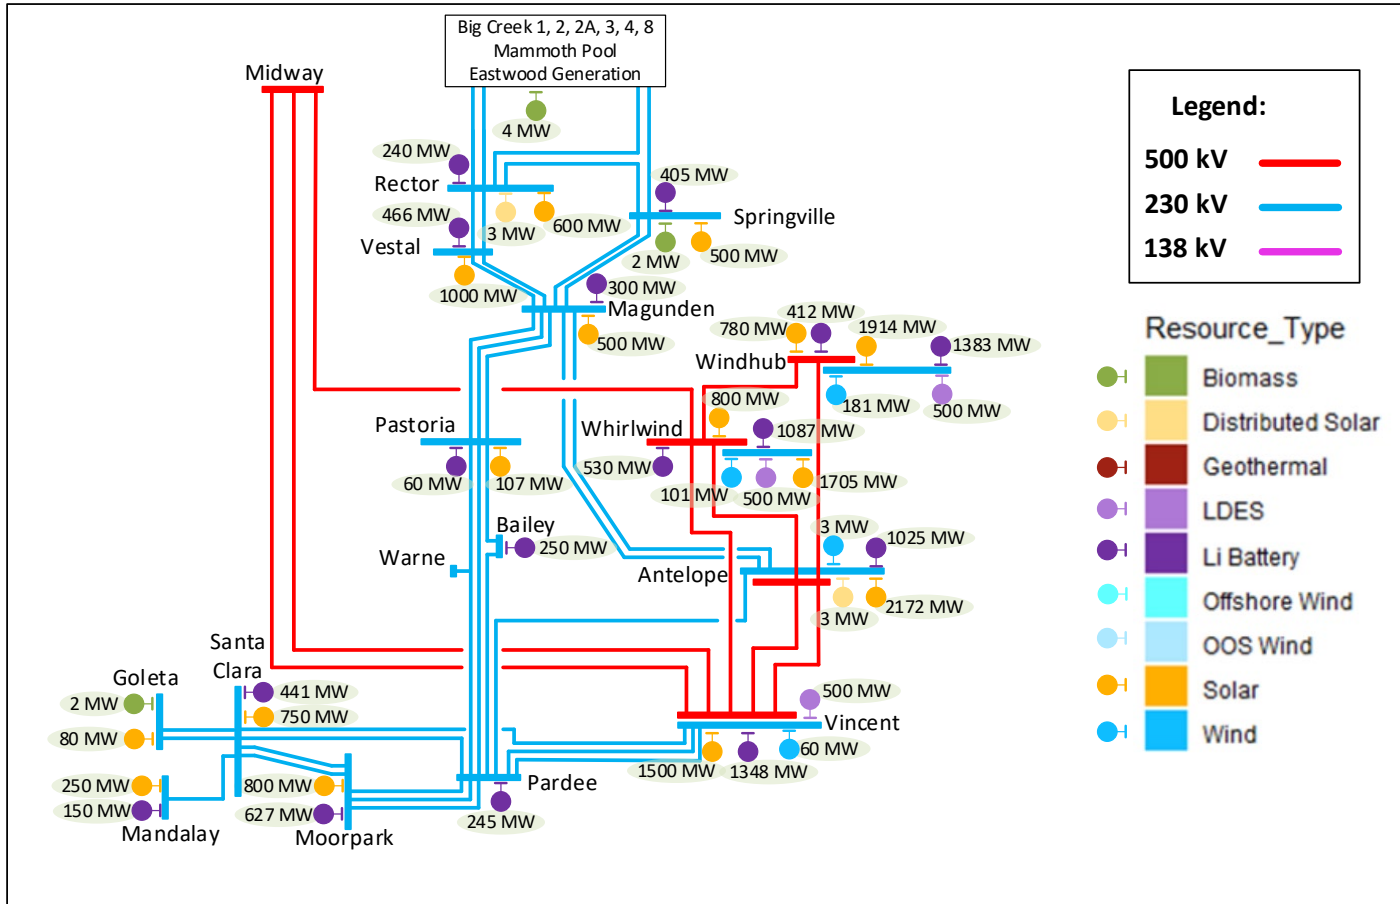 Big Creek 1, 2, 2A, 3, 4, 8
Mammoth Pool
Eastwood Generation
Midway
4 MW
240 MW
Rector
3 MW
600 MW
405 MW
Springville
2 MW
500 MW
466 MW
Vestal
1000 MW
300 MW
Magunden
500 MW
780 MW
412 MW
1914 MW
1383 MW
Windhub
181 MW
500 MW
800 MW
Whirlwind
1087 MW
530 MW
101 MW
500 MW
1705 MW
Pastoria
60 MW
107 MW
Bailey
250 MW
Warne
3 MW
1025 MW
Antelope
3 MW
2172 MW
Santa
Clara
441 MW
750 MW
Goleta
2 MW
80 MW
250 MW
150 MW
Mandalay
800 MW
627 MW
Moorpark
Pardee
245 MW
500 MW
Vincent
1500 MW
1348 MW
60 MW
Legend:
500 kV
230 kV
138 kV
Resource_Type
Biomass
Distributed Solar
Geothermal
LDES
Li Battery
Offshore Wind
OOS Wind
Solar
Wind